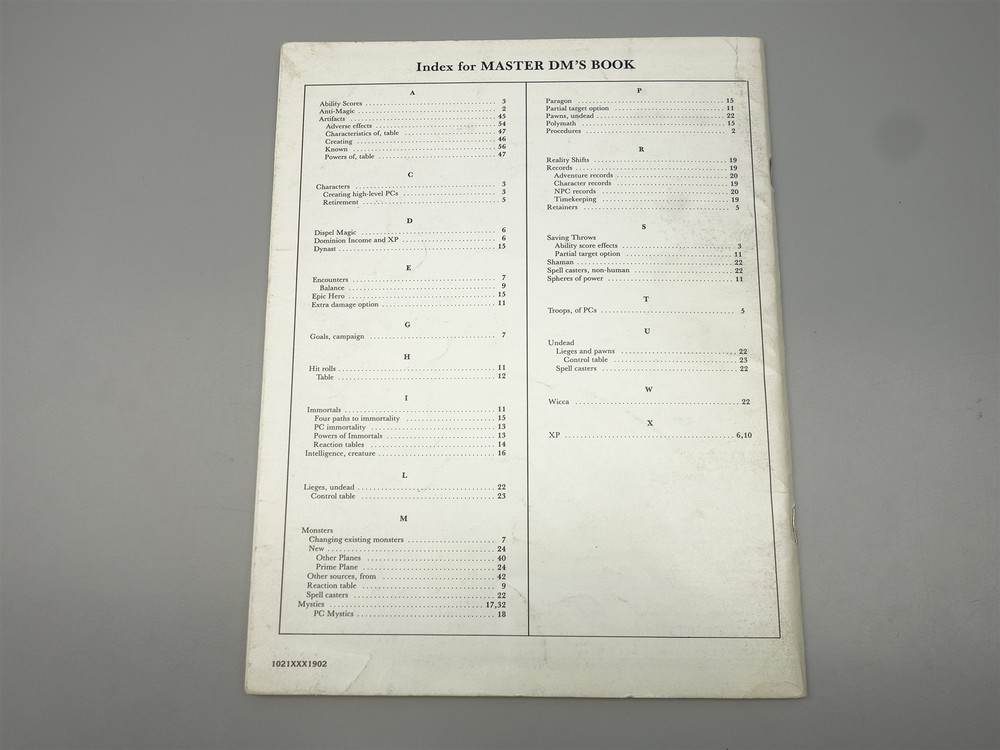 Index for MASTER DM'S BOOK
A
Ability Scores ........ 3
Anti-Magic ........ 2
Artifacts ........ 45
Adverse effects ........ 54
Characteristics of, table ........ 47
Creating ........ 46
Known ........ 56
Powers of, table ........ 47
C
Characters ........ 3
Creating high-level PCs ........ 3
Retirement ........ 5
D
Dispel Magic ........ 6
Dominion Income and XP ........ 6
Dynast ........ 15
E
Encounters ........ 7
Balance ........ 9
Epic Hero ........ 15
Extra damage option ........ 11
G
Goals, campaign ........ 7
H
Hit rolls ........ 11
Table ........ 12
I
Immortals ........ 11
Four paths to immortality ........ 15
PC immortality ........ 13
Powers of Immortals ........ 13
Reaction tables ........ 14
Intelligence, creature ........ 16
L
Lieges, undead ........ 22
Control table ........ 23
M
Monsters
Changing existing monsters ........ 7
New ........ 24
Other Planes ........ 40
Prime Plane ........ 24
Other sources, from ........ 42
Reaction table ........ 9
Spell casters ........ 22
Mystics ........ 17,32
PC Mystics ........ 18
P
Paragon ........ 15
Partial target option ........ 11
Pawns, undead ........ 22
Polymath ........ 15
Procedures ........ 2
R
Reality Shifts ........ 19
Records ........ 19
Adventure records ........ 20
Character records ........ 19
NPC records ........ 20
Timekeeping ........ 19
Retainers ........ 5
S
Saving Throws
Ability score effects ........ 3
Partial target option ........ 11
Shaman ........ 22
Spell casters, non-human ........ 22
Spheres of power ........ 11
T
Troops, of PCs ........ 5
U
Undead
Lieges and pawns ........ 22
Control table ........ 23
Spell casters ........ 22
W
Wicca ........ 22
X
XP ........ 6,10
1021XXX1902